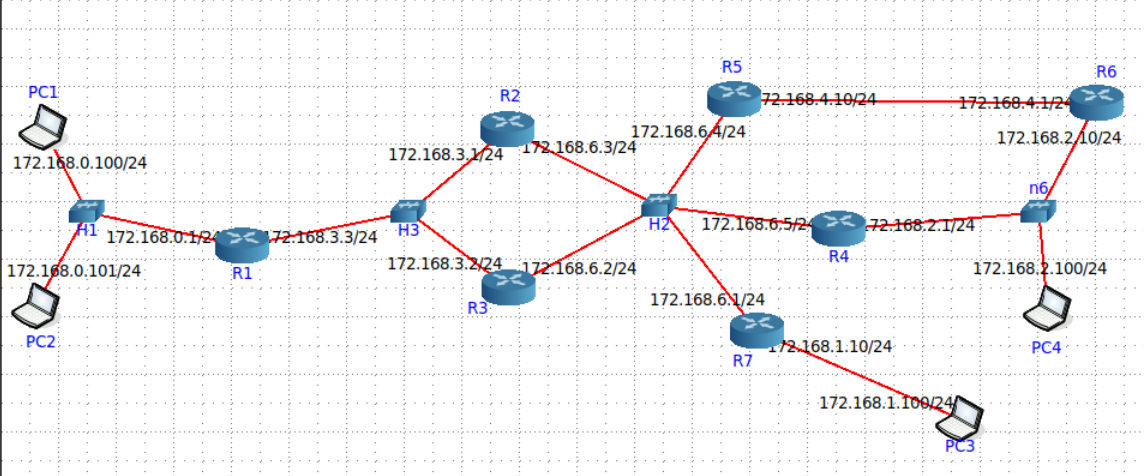 R5
R6
PC1
R2
72.168.4.10/24
172.168.4.1/24
172.168.6.4/24
172.168.2.10/24
172.168.3.1/24
172.168.6.3/24
172.168.0.100/24
n6
H1
H3
H2
172.168.0.1/24
172.168.3.3/24
172.168.6.5/24
172.168.2.1/24
R1
R4
172.168.0.101/24
172.168.3.2/24
172.168.6.2/24
172.168.2.100/24
172.168.6.1/24
R3
PC2
172.168.1.10/24
PC4
R7
172.168.1.100/24
PC3